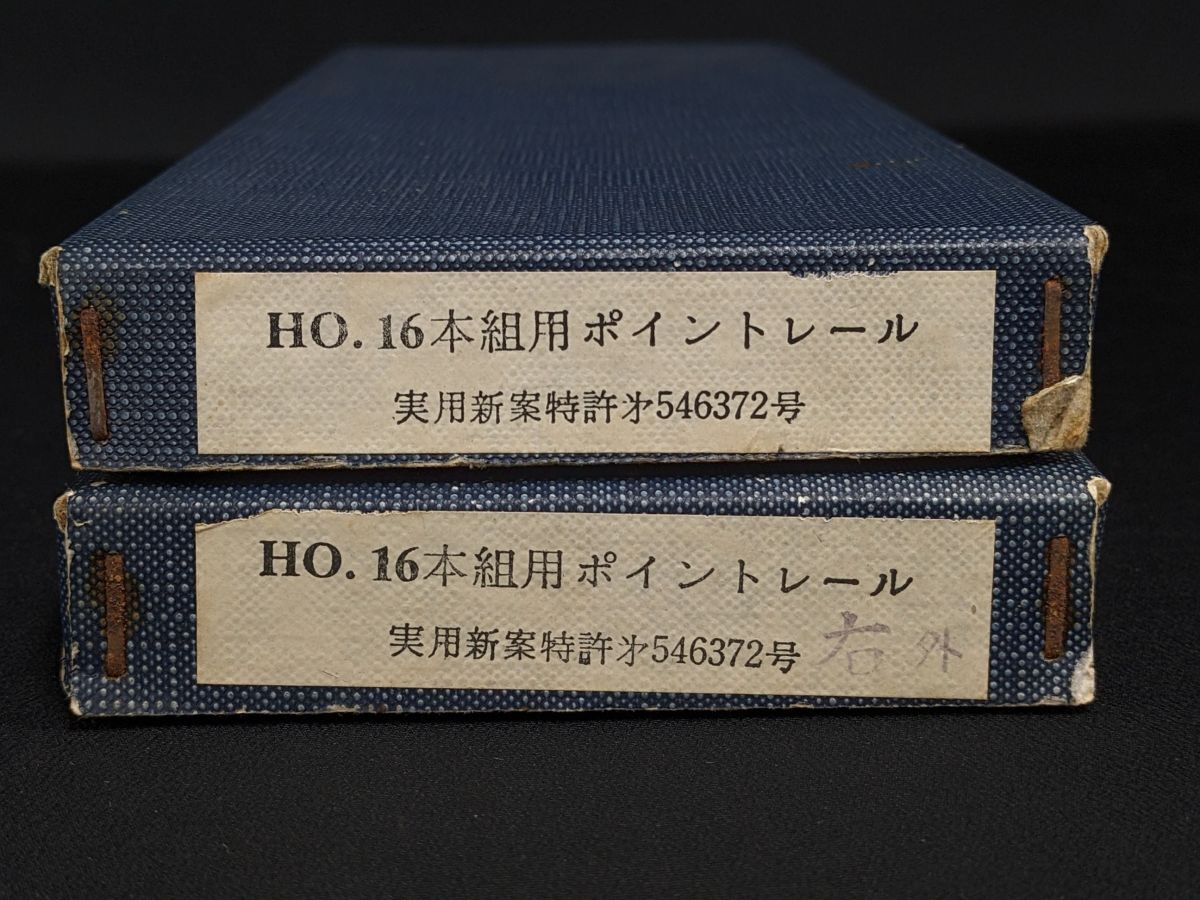 HO. 16本組用ポイントレール
実用新案特許㐧546372号
HO. 16本組用ポイントレール
実用新案特許㐧546372号 右 外